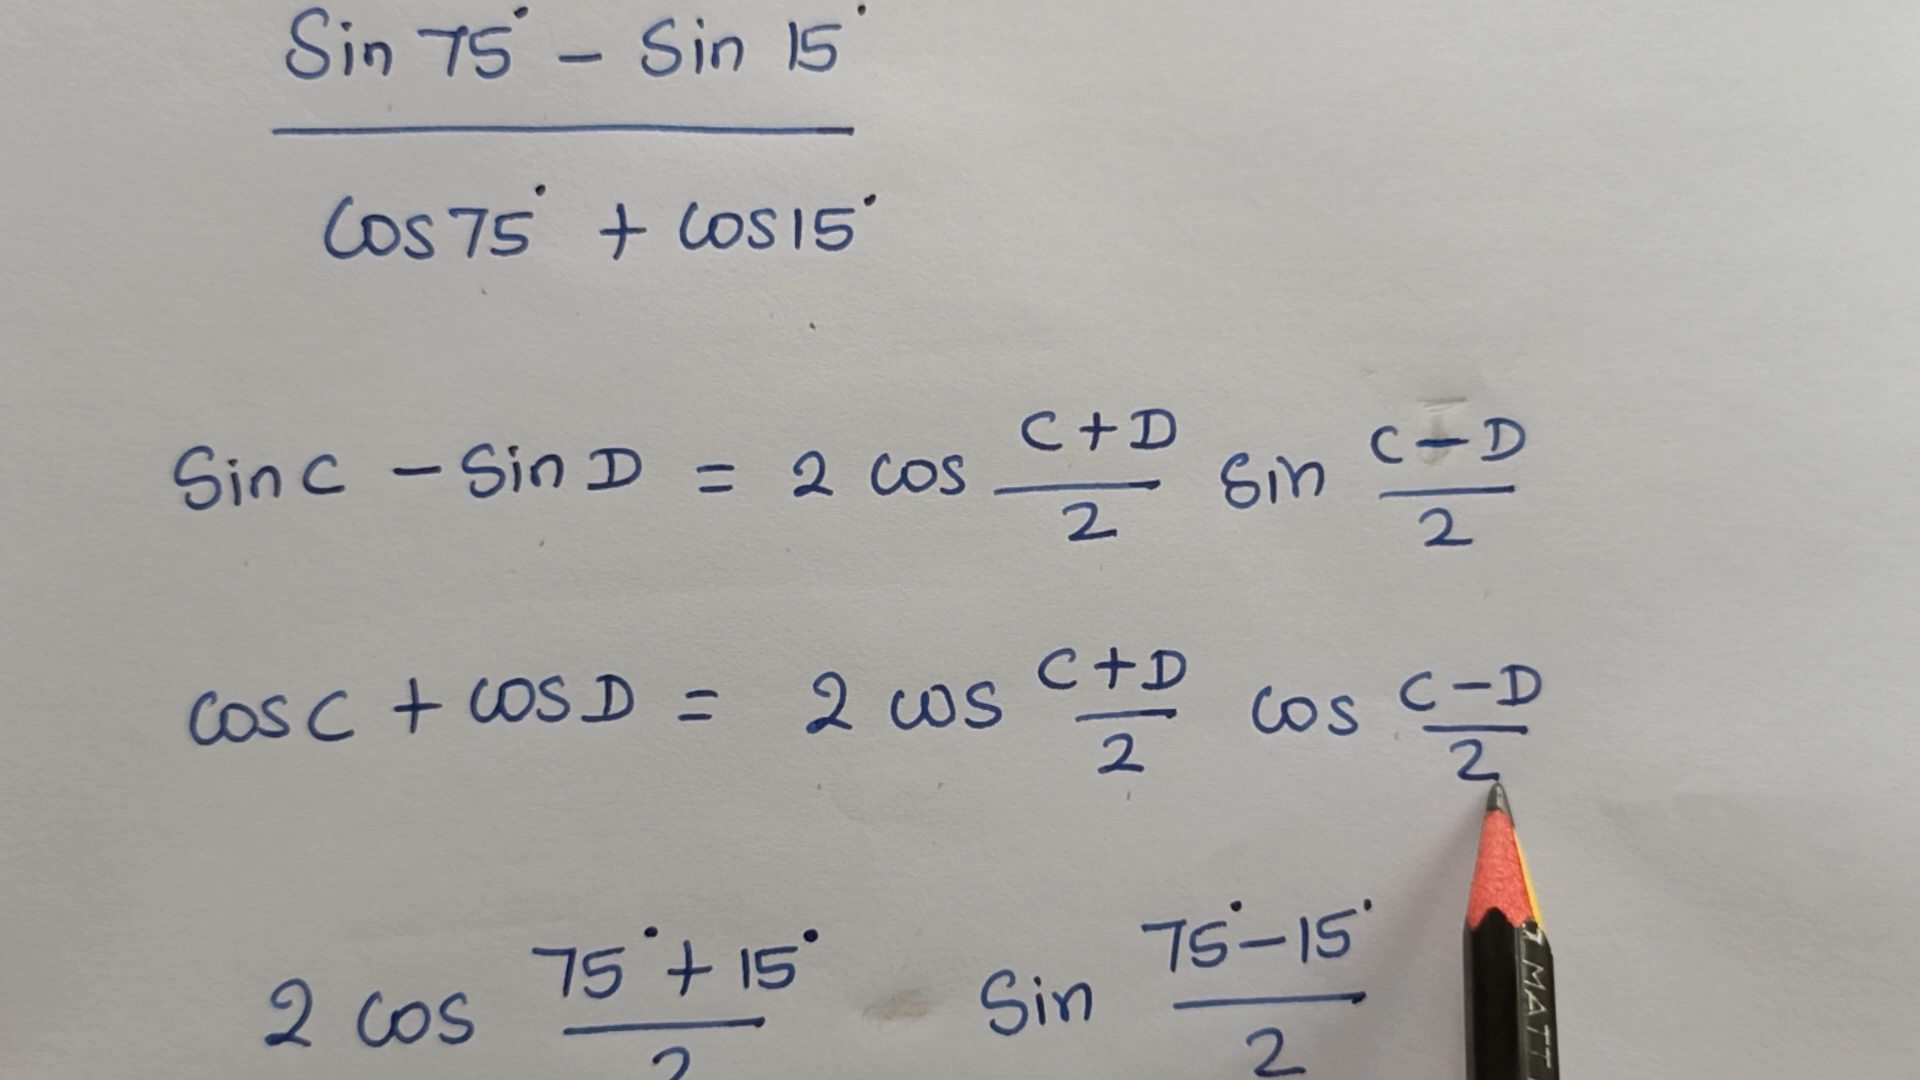 Sin 75° - Sin 15°
Cos 75° + Cos 15°
Sin C - Sin D = 2 cos C+D/2 Sin C-D/2
cos C + cos D = 2 cos C+D/2 cos C-D/2
2 cos 75°+15°/2 Sin 75°-15°/2
MATT